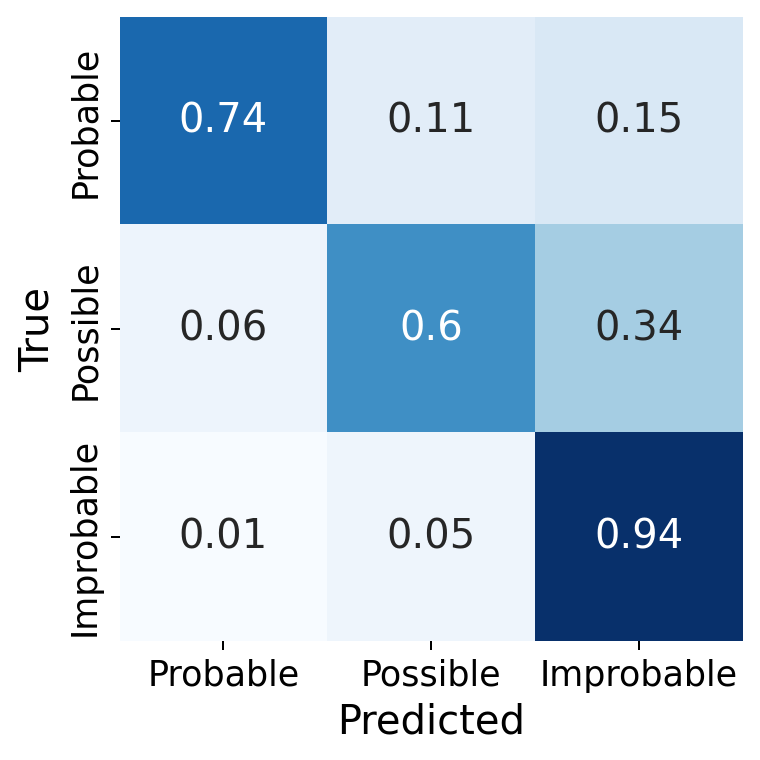 Probable 0.74 0.11 0.15
Possible 0.06 0.6 0.34
Improbable 0.01 0.05 0.94
True
Probable Possible Improbable
Predicted